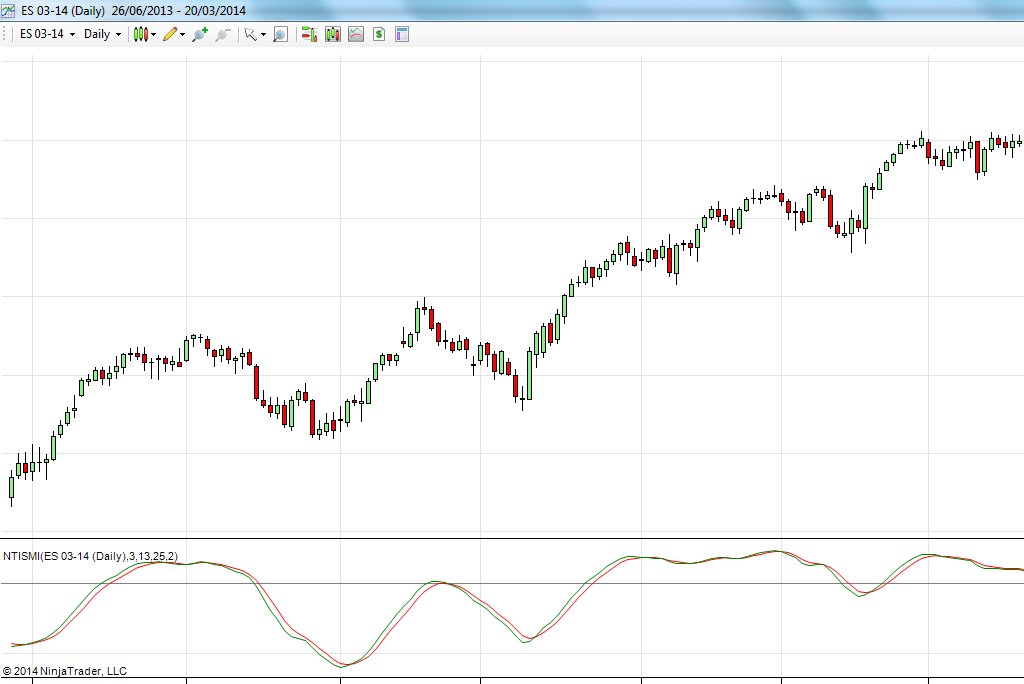 ES 03-14 (Daily)  26/06/2013 - 20/03/2014
ES 03-14 Daily $
NTISMI(ES 03-14 (Daily),3,13,25,2)
© 2014 NinjaTrader, LLC